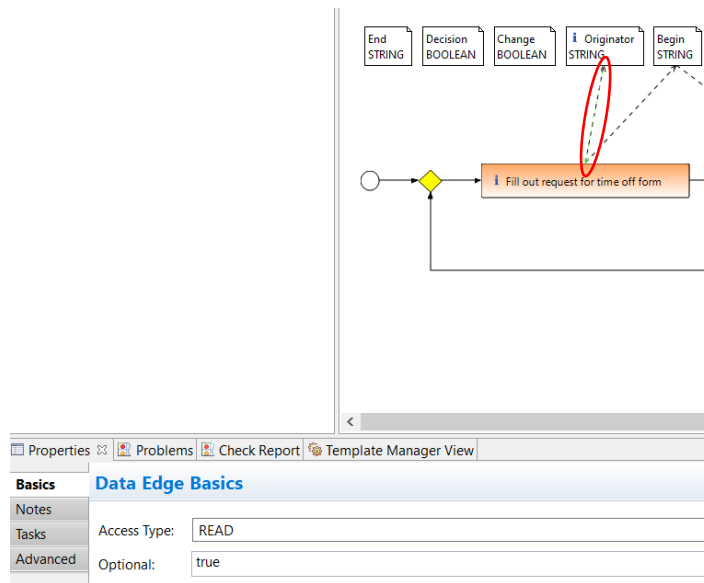 End
STRING
Decision
BOOLEAN
Change
BOOLEAN
i Originator
STRING
Begin
STRING
i Fill out request for time off form
Properties Problems Check Report Template Manager View
Basics
Data Edge Basics
Notes
Tasks
Access Type: READ
Advanced
Optional: true